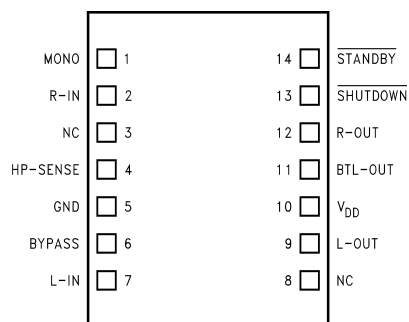 MONO 1 14 STANDBY
R-IN 2 13 SHUTDOWN
NC 3 12 R-OUT
HP-SENSE 4 11 BTL-OUT
GND 5 10 VDD
BYPASS 6 9 L-OUT
L-IN 7 8 NC